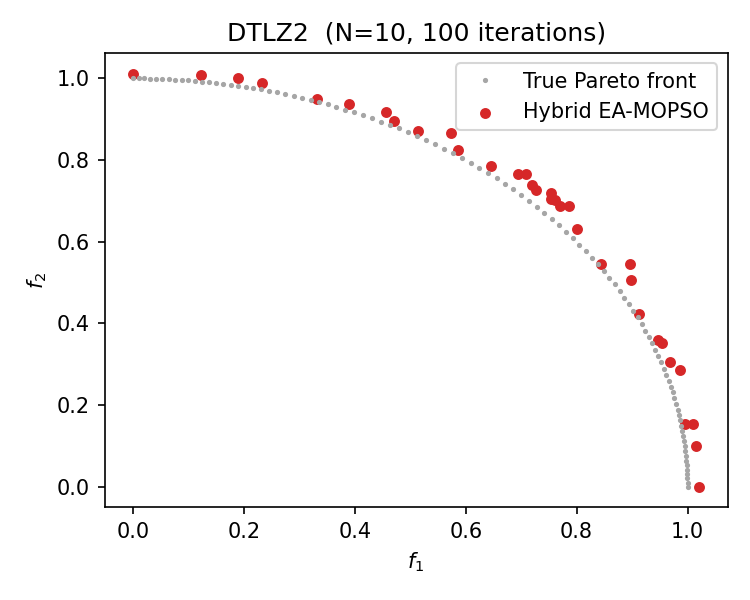 DTLZ2 (N=10, 100 iterations)
True Pareto front
Hybrid EA-MOPSO
1.0
0.8
0.6
0.4
0.2
0.0
f2
0.0 0.2 0.4 0.6 0.8 1.0
f1